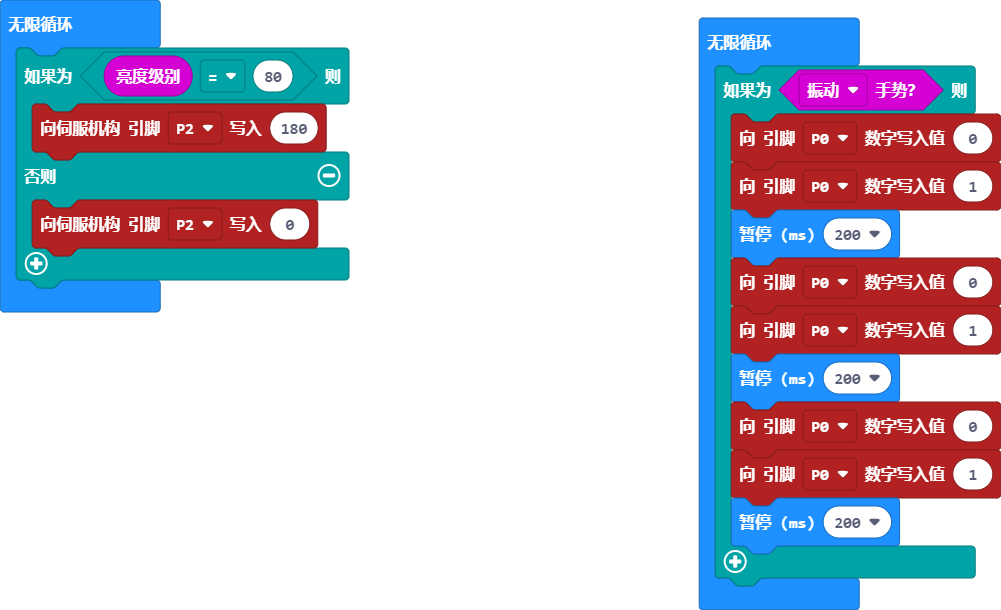 无限循环
如果为 亮度级别 = 80 则
向伺服机构 引脚 P2 写入 180
否则
向伺服机构 引脚 P2 写入 0
无限循环
如果为 振动 手势? 则
向 引脚 P0 数字写入值 0
向 引脚 P0 数字写入值 1
暂停 (ms) 200
向 引脚 P0 数字写入值 0
向 引脚 P0 数字写入值 1
暂停 (ms) 200
向 引脚 P0 数字写入值 0
向 引脚 P0 数字写入值 1
暂停 (ms) 200